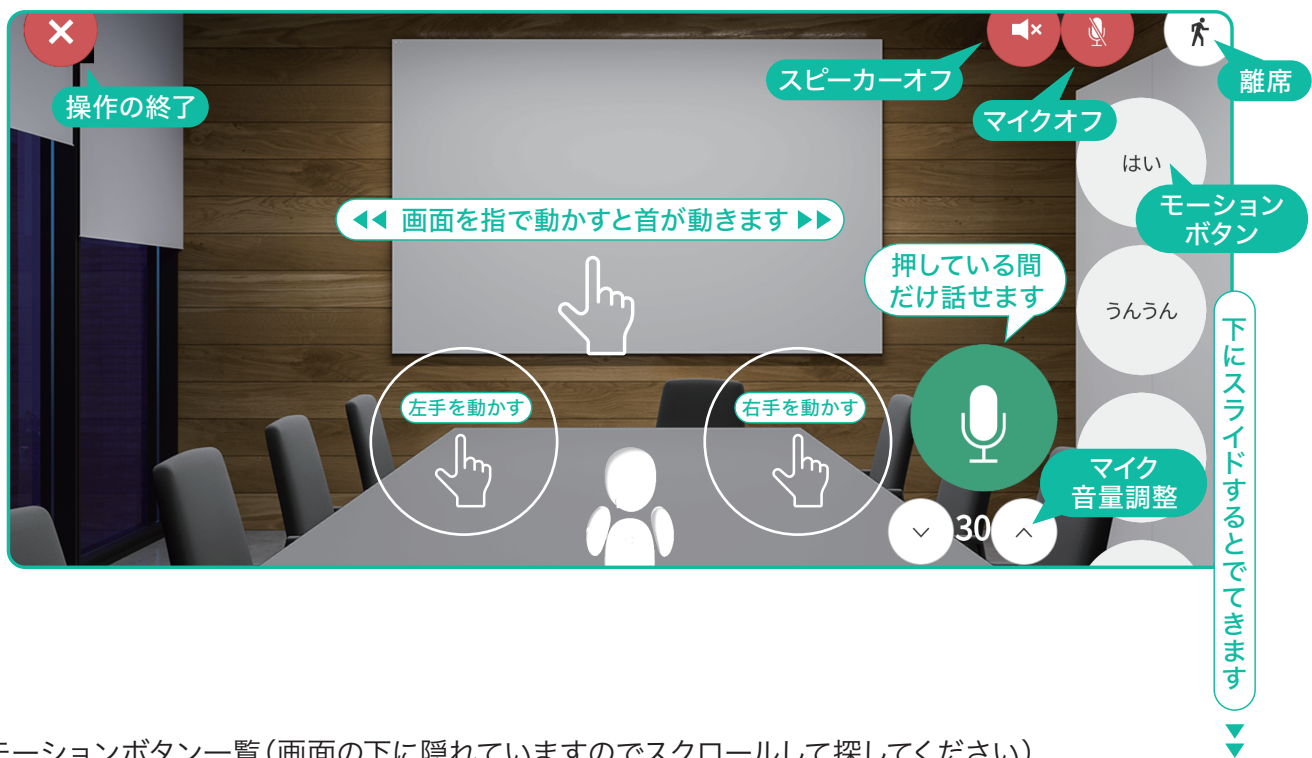 スピーカーオフ
離席
操作の終了
マイクオフ
はい
モーション
ボタン
画面を指で動かすと首が動きます
押している間
だけ話せます
うんうん
左手を動かす
右手を動かす
マイク
音量調整
30
下にスライドするとでてきます
モーションボタン一覧(画面の下に隠れていますのでスクロールして探してください)